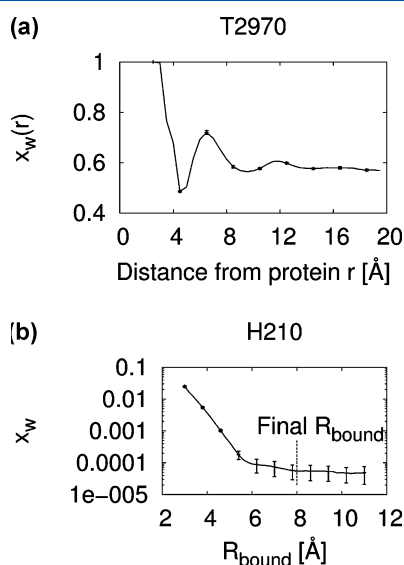 (a)
T2970
1
0.8
0.6
0.4
x_w(r)
0 4 8 12 16 20
Distance from protein r [Å]
(b)
H210
0.1
0.01
0.001
0.0001
1e−005
x_w
Final R_bound
2 4 6 8 10 12
R_bound [Å]